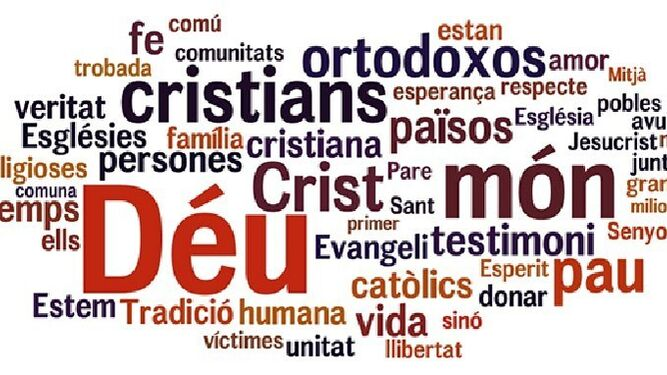 comú
estan
fe
comunitats
ortodoxos
amor
trobada
cristians
esperança
respecte
Mitjà
veritat
pobles
Esglésies
família
cristiana
països
Església
avu
Jesucrist
ligioses
persones
Crist
Pare
món
junt
comuna
Sant
gran
emps
Déu
primer
milio
ells
Evangeli
testimoni
Senyo
Esperit
pau
Estem
Tradició
humana
catòlics
donar
vida
sinó
víctimes
unitat
llibertat